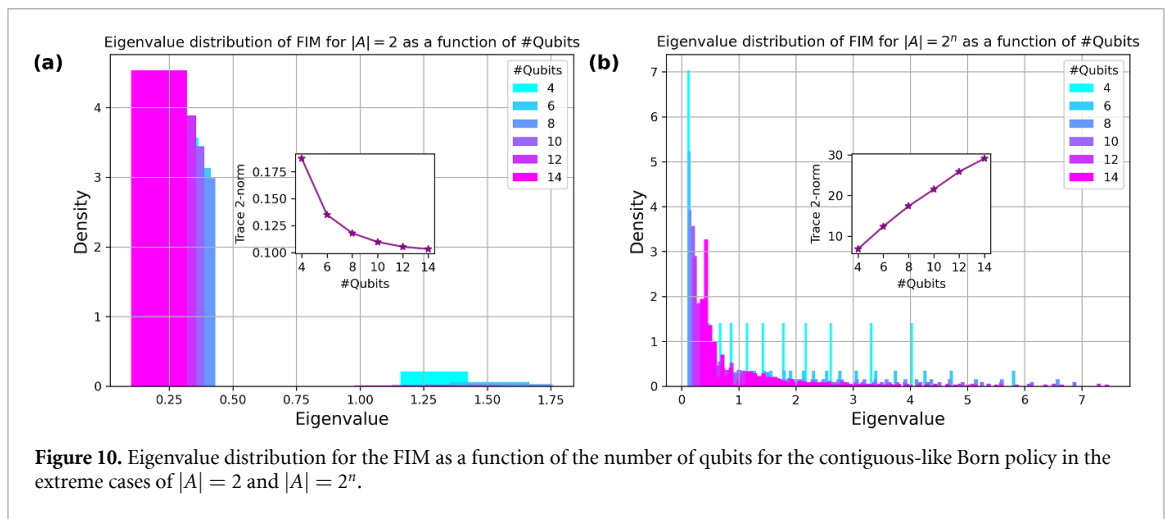 Eigenvalue distribution of FIM for |A| = 2 as a function of #Qubits
(a)
Density
4
3
2
1
0
#Qubits
4
6
8
10
12
14
Trace 2-norm
0.175
0.150
0.125
0.100
4 6 8 10 12 14
#Qubits
0.25 0.50 0.75 1.00 1.25 1.50 1.75
Eigenvalue
Eigenvalue distribution of FIM for |A| = 2ⁿ as a function of #Qubits
(b)
Density
7
6
5
4
3
2
1
0
#Qubits
4
6
8
10
12
14
Trace 2-norm
30
20
10
4 6 8 10 12 14
#Qubits
0 1 2 3 4 5 6 7
Eigenvalue
Figure 10. Eigenvalue distribution for the FIM as a function of the number of qubits for the contiguous-like Born policy in the
extreme cases of |A| = 2 and |A| = 2ⁿ.